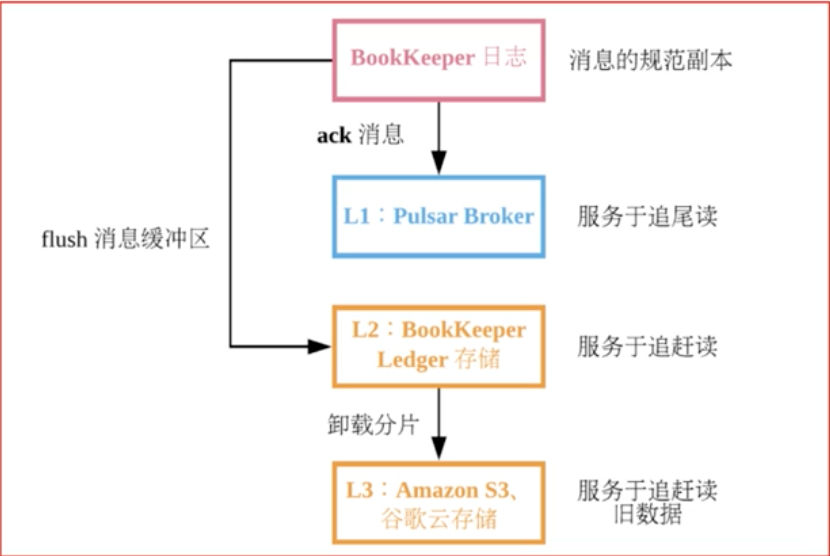 BookKeeper 日志
消息的规范副本
ack 消息
L1：Pulsar Broker
服务于追尾读
flush 消息缓冲区
L2：BookKeeper
Ledger 存储
服务于追赶读
卸载分片
L3：Amazon S3、
谷歌云存储
服务于追赶读
旧数据